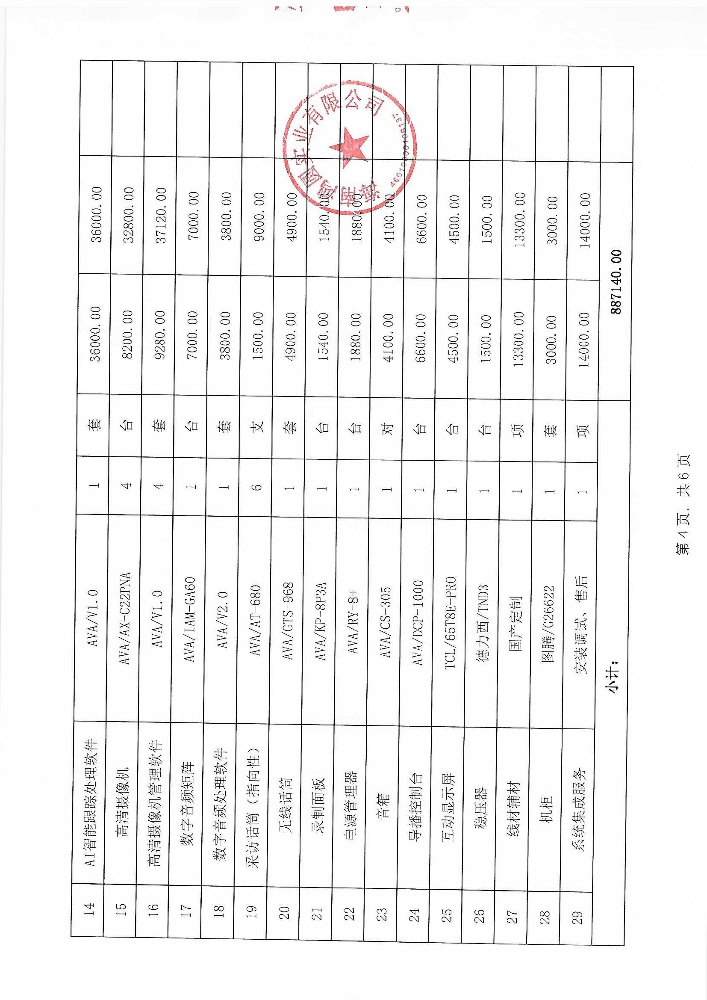 14 AI智能跟踪处理软件 AVA/V1.0 1 套 36000.00 36000.00
15 高清摄像机 AVA/AX-C22PNA 4 台 8200.00 32800.00
16 高清摄像机管理软件 AVA/V1.0 4 套 9280.00 37120.00
17 数字音频矩阵 AVA/IAM-GA60 1 台 7000.00 7000.00
18 数字音频处理软件 AVA/V2.0 1 套 3800.00 3800.00
19 采访话筒（指向性） AVA/AT-680 6 支 1500.00 9000.00
20 无线话筒 AVA/GTS-968 1 套 4900.00 4900.00
21 录制面板 AVA/KP-8P3A 1 台 1540.00 1540.00
22 电源管理器 AVA/RY-8+ 1 台 1880.00 1880.00
23 音箱 AVA/CS-305 1 对 4100.00 4100.00
24 导播控制台 AVA/DCP-1000 1 台 6600.00 6600.00
25 互动显示屏 TCL/65T8E-PRO 1 台 4500.00 4500.00
26 稳压器 德力西/TND3 1 台 1500.00 1500.00
27 线材辅材 国产定制 1 项 13300.00 13300.00
28 机柜 图腾/G26622 1 套 3000.00 3000.00
29 系统集成服务 安装调试、售后 1 项 14000.00 14000.00
小计： 887140.00
海南鸿圆实业有限公司
第 4 页，共 6 页